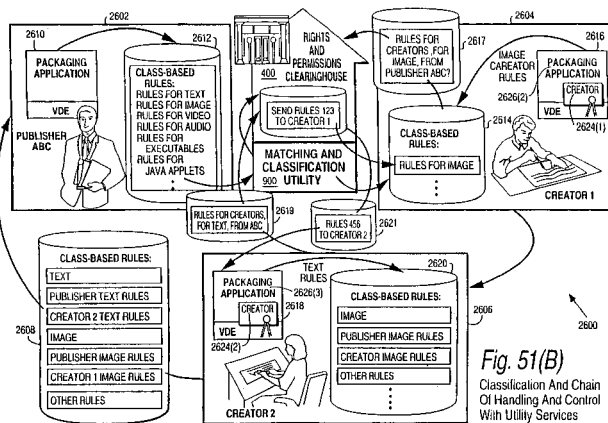 2610
2602
PACKAGING
APPLICATION
VDE
PUBLISHER
ABC
2612
CLASS-BASED
RULES:
RULES FOR TEXT
RULES FOR IMAGE
RULES FOR VIDEO
RULES FOR AUDIO
RULES FOR
EXECUTABLES
RULES FOR
JAVA APPLETS
400
RIGHTS
AND
PERMISSIONS
CLEARINGHOUSE
SEND RULES 123
TO CREATOR 1
MATCHING AND
CLASSIFICATION
UTILITY
900
RULES FOR
CREATORS ,FOR
IMAGE, FROM
PUBLISHER ABC?
2617
2604
IMAGE
CAREATOR
RULES
2616
PACKAGING
APPLICATION
2626(2)
CREATOR
VDE
2624(1)
2614
CLASS-BASED
RULES:
RULES FOR IMAGE
CREATOR 1
RULES FOR CREATORS,
FOR TEXT, FROM ABC
2619
RULES 456
TO CREATOR 2
2621
2608
CLASS-BASED RULES:
TEXT
PUBLISHER TEXT RULES
CREATOR 2 TEXT RULES
IMAGE
PUBLISHER IMAGE RULES
CREATOR 1 IMAGE RULES
OTHER RULES
PACKAGING
APPLICATION
TEXT
RULES
2626(3)
CREATOR
2618
VDE
2624(2)
CREATOR 2
2620
CLASS-BASED RULES:
IMAGE
PUBLISHER IMAGE RULES
CREATOR IMAGE RULES
OTHER RULES
2606
2600
Fig. 51(B)
Classification And Chain
Of Handling And Control
With Utility Services